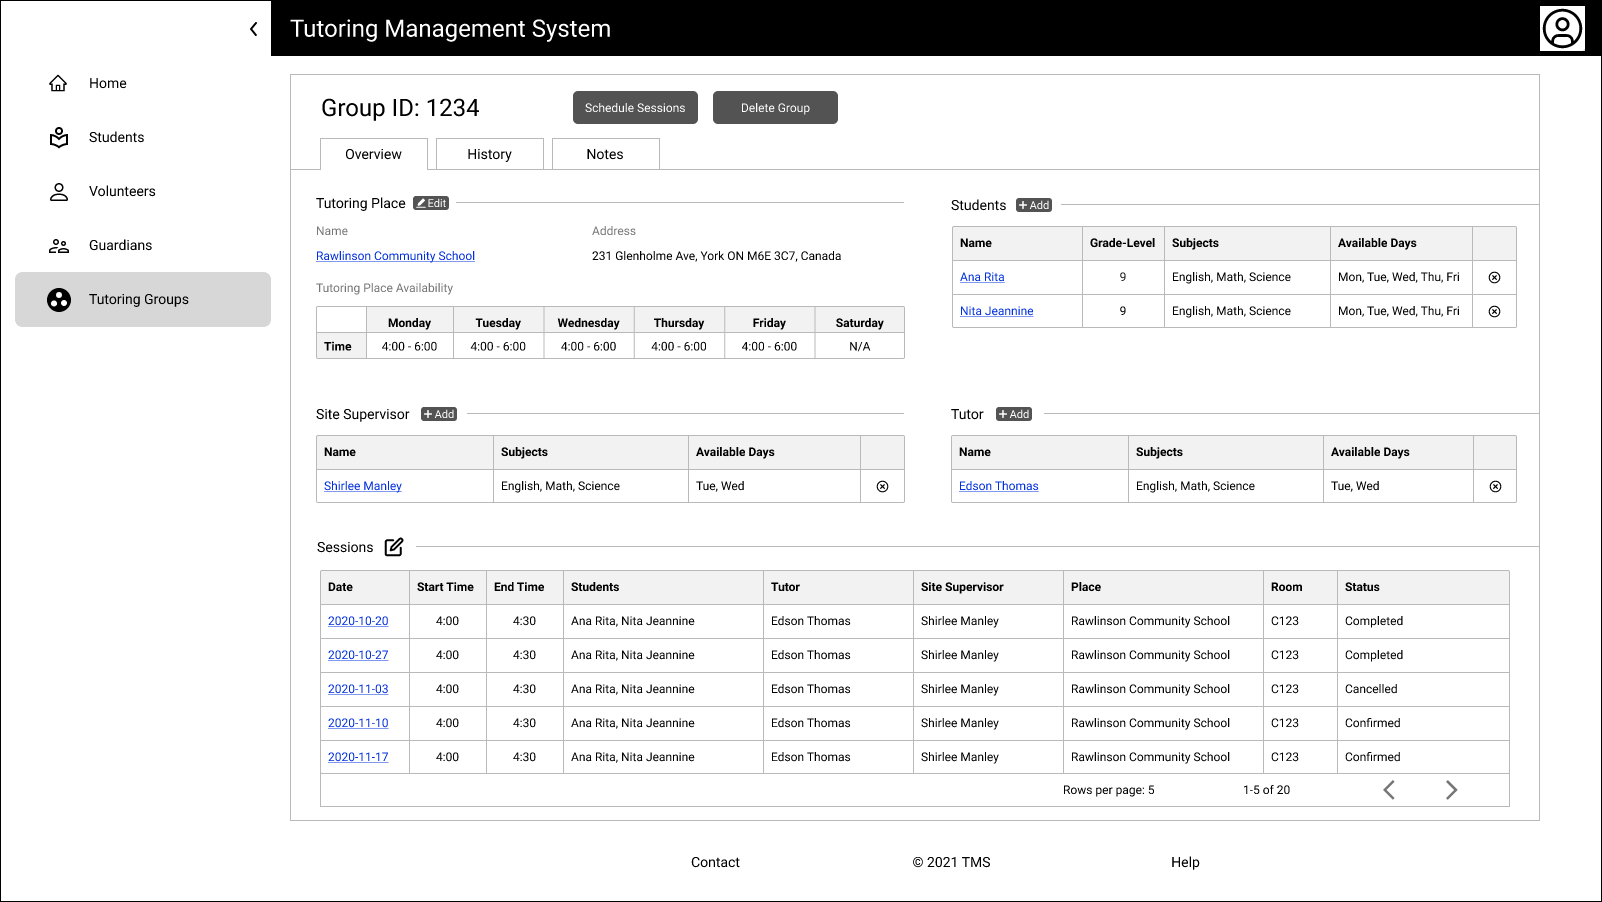 Tutoring Management System
Home
Students
Volunteers
Guardians
Tutoring Groups
Group ID: 1234
Schedule Sessions
Delete Group
Overview
History
Notes
Tutoring Place
Edit
Name
Address
Rawlinson Community School
231 Glenholme Ave, York ON M6E 3C7, Canada
Tutoring Place Availability
Monday Tuesday Wednesday Thursday Friday Saturday
Time 4:00 - 6:00 4:00 - 6:00 4:00 - 6:00 4:00 - 6:00 4:00 - 6:00 N/A
Students
+ Add
Name Grade-Level Subjects Available Days
Ana Rita 9 English, Math, Science Mon, Tue, Wed, Thu, Fri
Nita Jeannine 9 English, Math, Science Mon, Tue, Wed, Thu, Fri
Site Supervisor
+ Add
Name Subjects Available Days
Shirlee Manley English, Math, Science Tue, Wed
Tutor
+ Add
Name Subjects Available Days
Edson Thomas English, Math, Science Tue, Wed
Sessions
Date Start Time End Time Students Tutor Site Supervisor Place Room Status
2020-10-20 4:00 4:30 Ana Rita, Nita Jeannine Edson Thomas Shirlee Manley Rawlinson Community School C123 Completed
2020-10-27 4:00 4:30 Ana Rita, Nita Jeannine Edson Thomas Shirlee Manley Rawlinson Community School C123 Completed
2020-11-03 4:00 4:30 Ana Rita, Nita Jeannine Edson Thomas Shirlee Manley Rawlinson Community School C123 Cancelled
2020-11-10 4:00 4:30 Ana Rita, Nita Jeannine Edson Thomas Shirlee Manley Rawlinson Community School C123 Confirmed
2020-11-17 4:00 4:30 Ana Rita, Nita Jeannine Edson Thomas Shirlee Manley Rawlinson Community School C123 Confirmed
Rows per page: 5 1-5 of 20
Contact © 2021 TMS Help